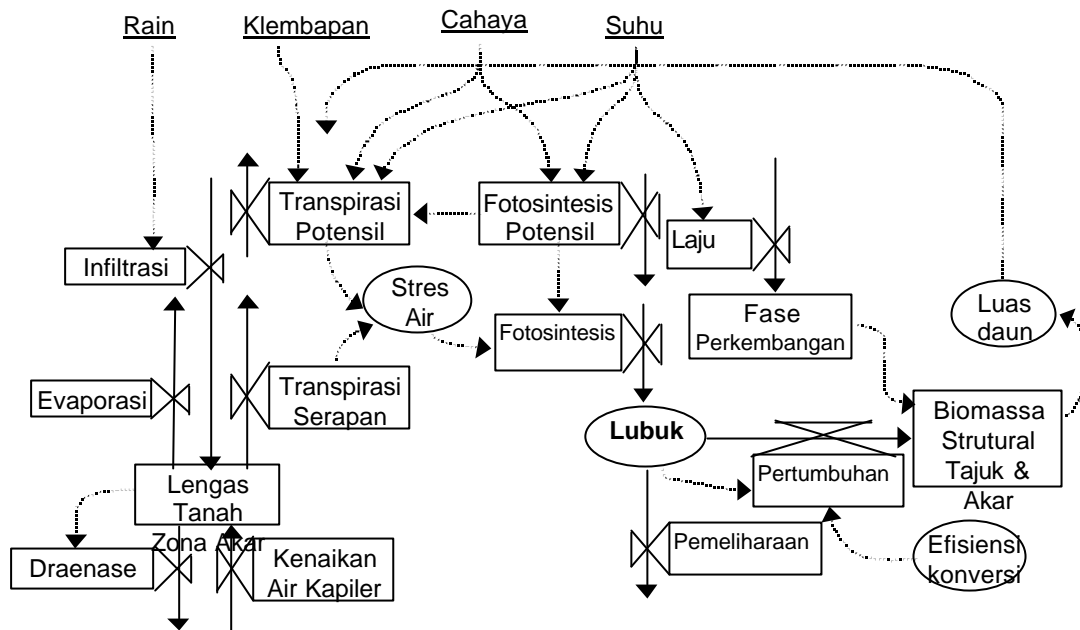 Rain
Klembapan
Cahaya
Suhu
Transpirasi
Potensil
Fotosintesis
Potensil
Laju
Infiltrasi
Stres
Air
Fotosintesis
Fase
Perkembangan
Luas
daun
Evaporasi
Transpirasi
Serapan
Lubuk
Biomassa
Strutural
Tajuk &
Akar
Pertumbuhan
Lengas
Tanah
Zona Akar
Draenase
Kenaikan
Air Kapiler
Pemeliharaan
Efisiensi
konversi